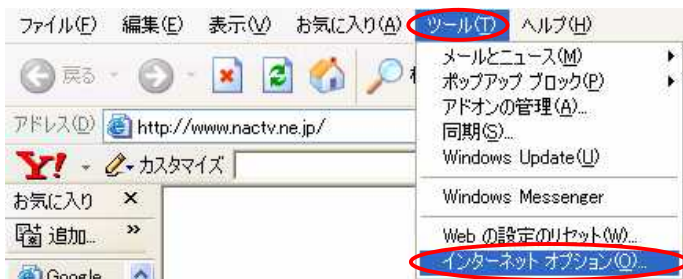 ファイル(F) 編集(E) 表示(V) お気に入り(A) ツール(T) ヘルプ(H)
戻る
アドレス(D) http://www.nactv.ne.jp/
Y! カスタマイズ
お気に入り ×
追加... »
Google
メールとニュース(M)
ポップアップ ブロック(P)
アドオンの管理(A)...
同期(S)...
Windows Update(U)
Windows Messenger
Web の設定のリセット(W)...
インターネット オプション(O)...